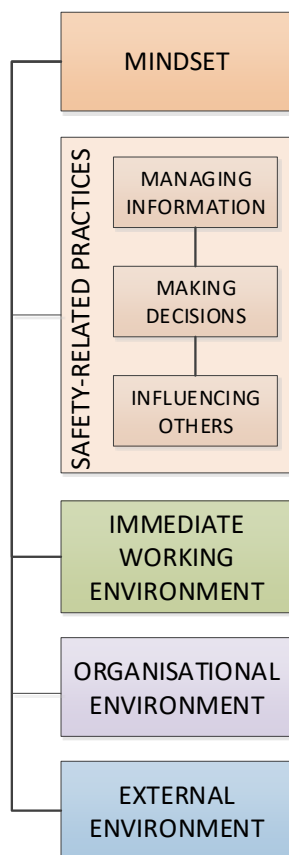 MINDSET
SAFETY-RELATED PRACTICES
MANAGING
INFORMATION
MAKING
DECISIONS
INFLUENCING
OTHERS
IMMEDIATE
WORKING
ENVIRONMENT
ORGANISATIONAL
ENVIRONMENT
EXTERNAL
ENVIRONMENT